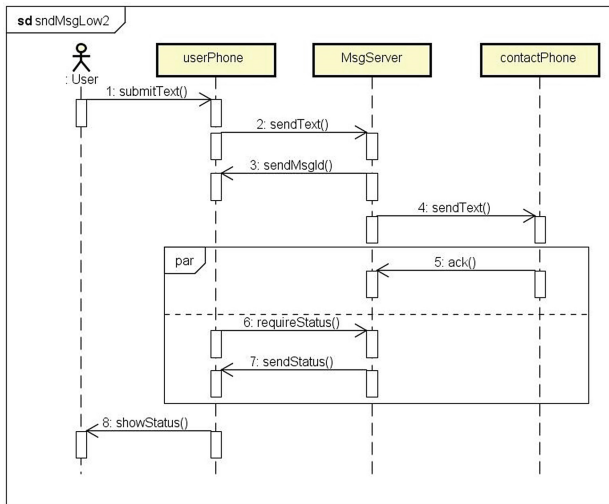 sd sndMsgLow2
: User
userPhone
MsgServer
contactPhone
1: submitText()
2: sendText()
3: sendMsgId()
4: sendText()
par
5: ack()
6: requireStatus()
7: sendStatus()
8: showStatus()